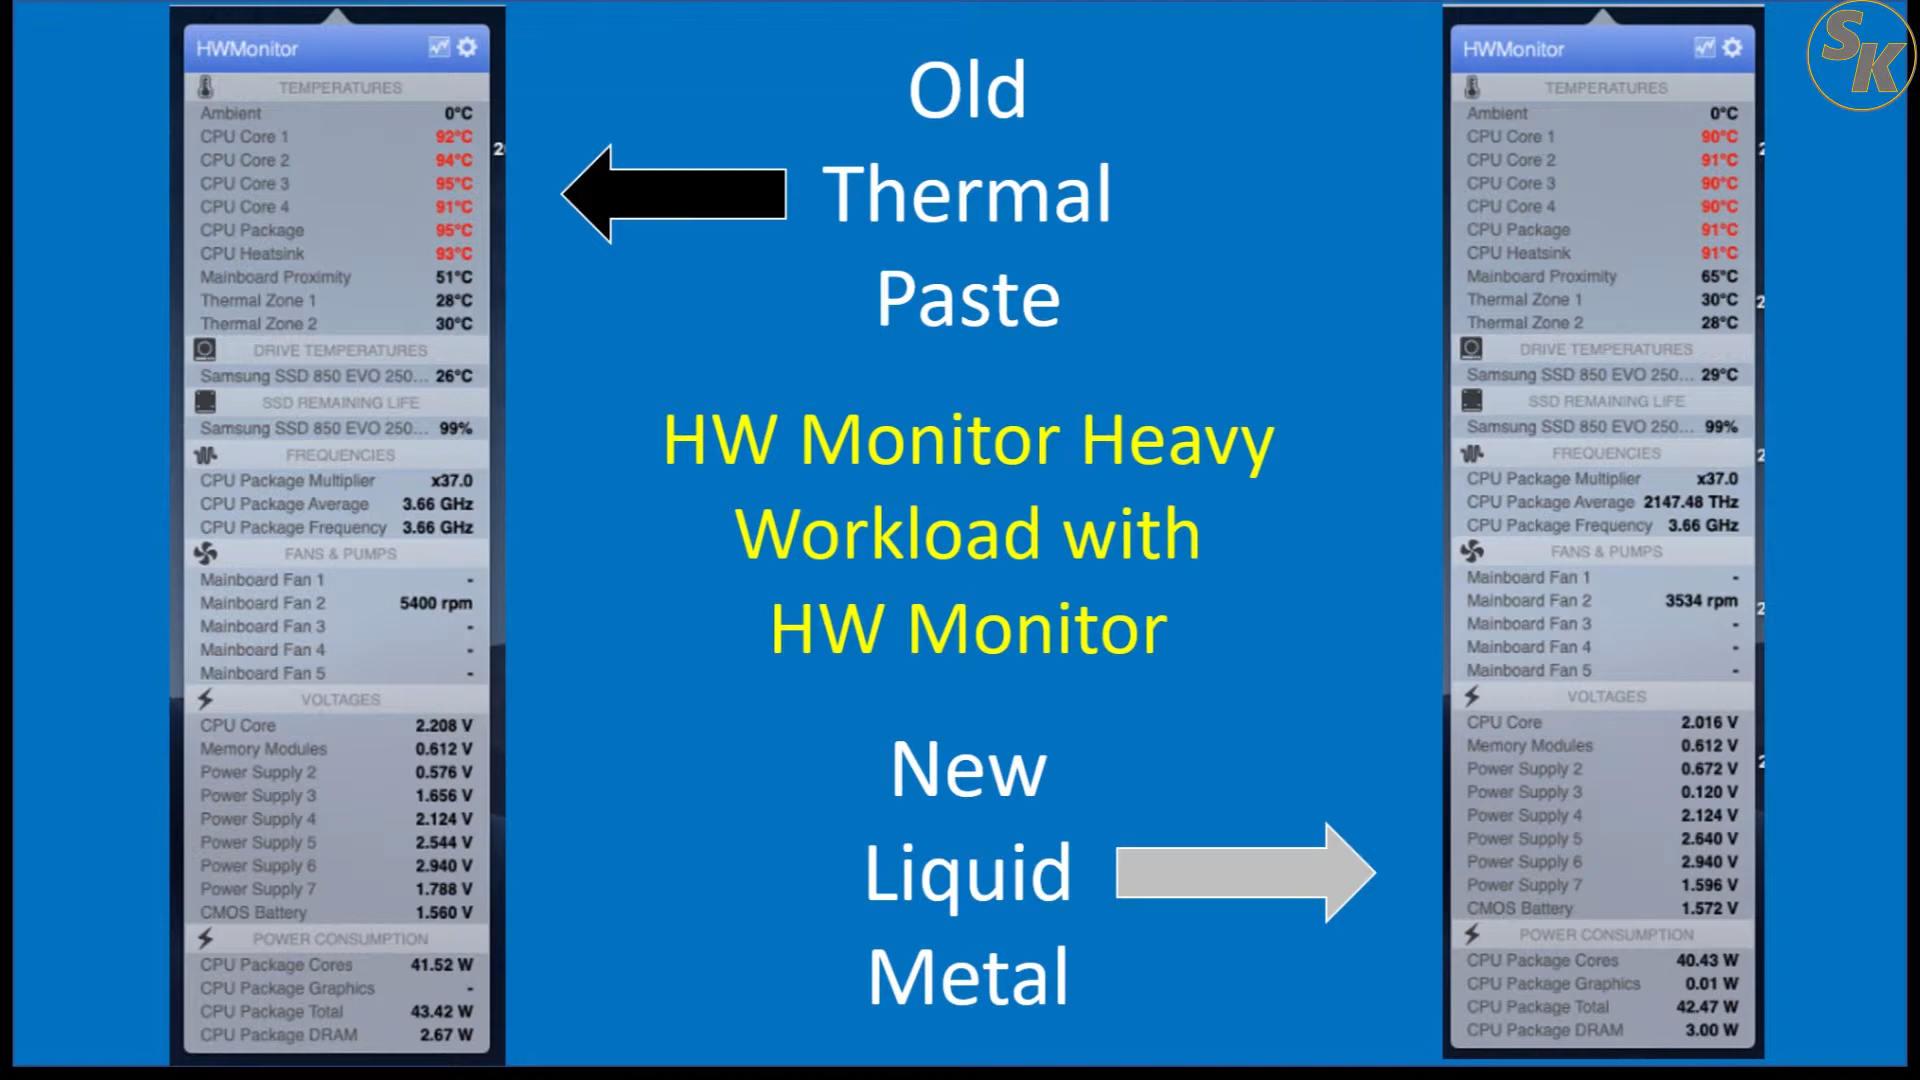 HWMonitor
TEMPERATURES
Ambient 0°C
CPU Core 1 92°C
CPU Core 2 94°C
CPU Core 3 95°C
CPU Core 4 91°C
CPU Package 95°C
CPU Heatsink 93°C
Mainboard Proximity 51°C
Thermal Zone 1 28°C
Thermal Zone 2 30°C
DRIVE TEMPERATURES
Samsung SSD 850 EVO 250... 26°C
SSD REMAINING LIFE
Samsung SSD 850 EVO 250... 99%
FREQUENCIES
CPU Package Multiplier x37.0
CPU Package Average 3.66 GHz
CPU Package Frequency 3.66 GHz
FANS & PUMPS
Mainboard Fan 1 -
Mainboard Fan 2 5400 rpm
Mainboard Fan 3 -
Mainboard Fan 4 -
Mainboard Fan 5 -
VOLTAGES
CPU Core 2.208 V
Memory Modules 0.612 V
Power Supply 2 0.576 V
Power Supply 3 1.656 V
Power Supply 4 2.124 V
Power Supply 5 2.544 V
Power Supply 6 2.940 V
Power Supply 7 1.788 V
CMOS Battery 1.560 V
POWER CONSUMPTION
CPU Package Cores 41.52 W
CPU Package Graphics -
CPU Package Total 43.42 W
CPU Package DRAM 2.67 W
2
Old
Thermal
Paste
HW Monitor Heavy
Workload with
HW Monitor
New
Liquid
Metal
HWMonitor
TEMPERATURES
Ambient 0°C
CPU Core 1 90°C
CPU Core 2 91°C
CPU Core 3 90°C
CPU Core 4 90°C
CPU Package 91°C
CPU Heatsink 91°C
Mainboard Proximity 65°C
Thermal Zone 1 30°C
Thermal Zone 2 28°C
DRIVE TEMPERATURES
Samsung SSD 850 EVO 250... 29°C
SSD REMAINING LIFE
Samsung SSD 850 EVO 250... 99%
FREQUENCIES
CPU Package Multiplier x37.0
CPU Package Average 2147.48 THz
CPU Package Frequency 3.66 GHz
FANS & PUMPS
Mainboard Fan 1 -
Mainboard Fan 2 3534 rpm
Mainboard Fan 3 -
Mainboard Fan 4 -
Mainboard Fan 5 -
VOLTAGES
CPU Core 2.016 V
Memory Modules 0.612 V
Power Supply 2 0.672 V
Power Supply 3 0.120 V
Power Supply 4 2.124 V
Power Supply 5 2.640 V
Power Supply 6 2.940 V
Power Supply 7 1.596 V
CMOS Battery 1.572 V
POWER CONSUMPTION
CPU Package Cores 40.43 W
CPU Package Graphics 0.01 W
CPU Package Total 42.47 W
CPU Package DRAM 3.00 W
SK